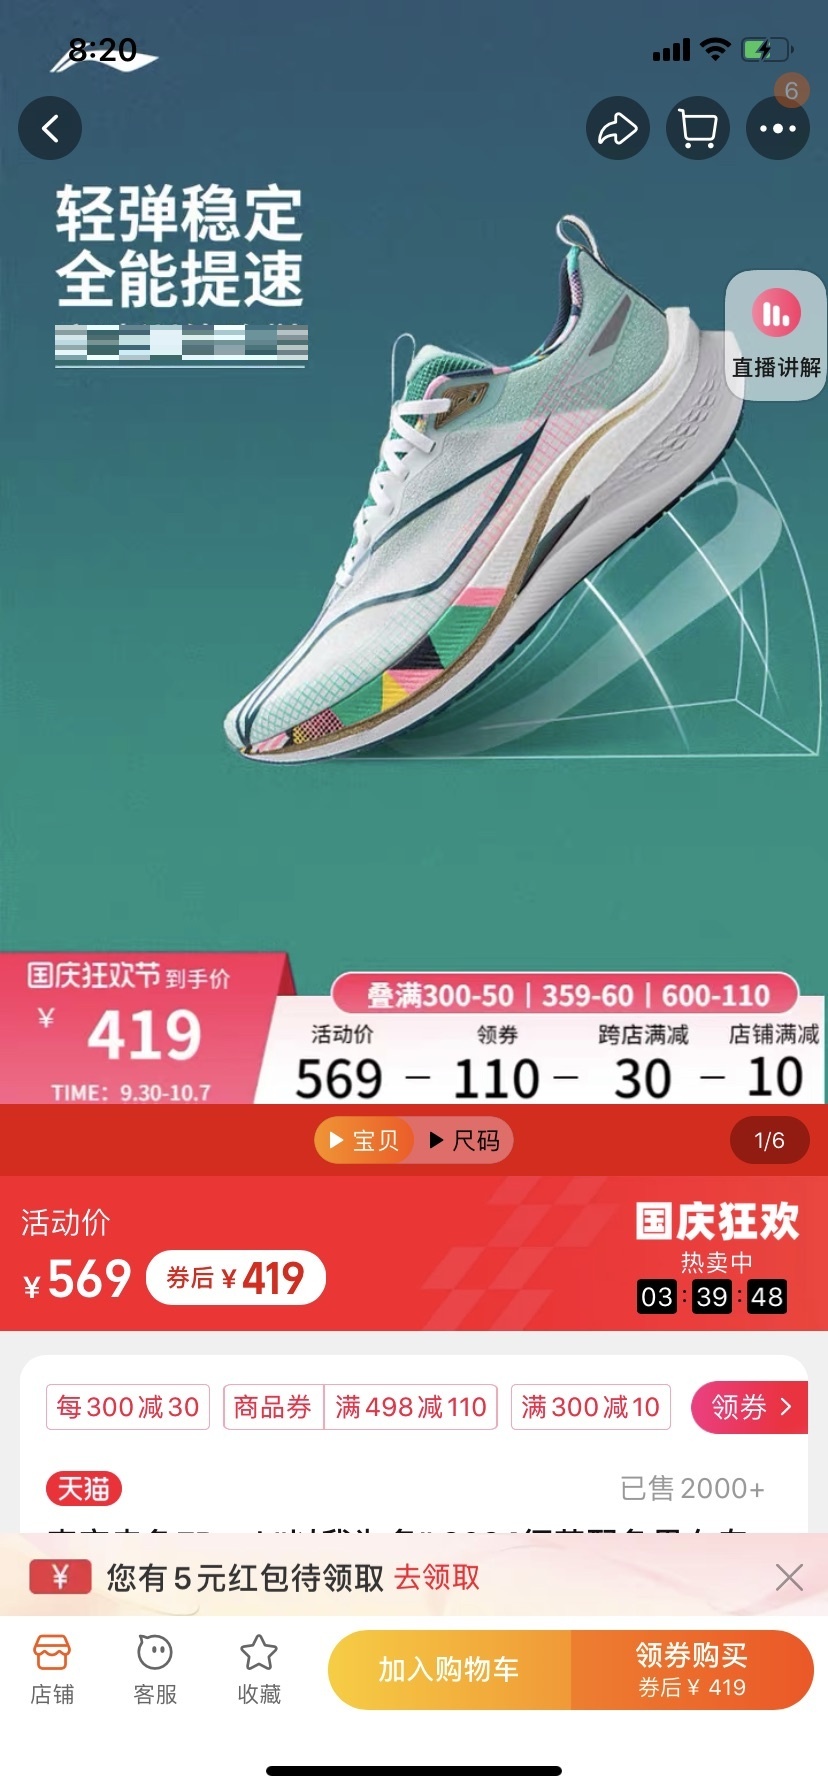 8:20
6
轻弹稳定
全能提速
直播讲解
国庆狂欢节到手价
¥ 419
TIME: 9.30-10.7
叠满300-50 | 359-60 | 600-110
活动价 领券 跨店满减 店铺满减
569 - 110 - 30 - 10
宝贝 尺码 1/6
活动价
¥569 券后¥419
国庆狂欢
热卖中
03:39:48
每300减30 商品券 满498减110 满300减10 领券
天猫 已售2000+
¥ 您有5元红包待领取 去领取
店铺 客服 收藏
加入购物车
领券购买
券后¥ 419